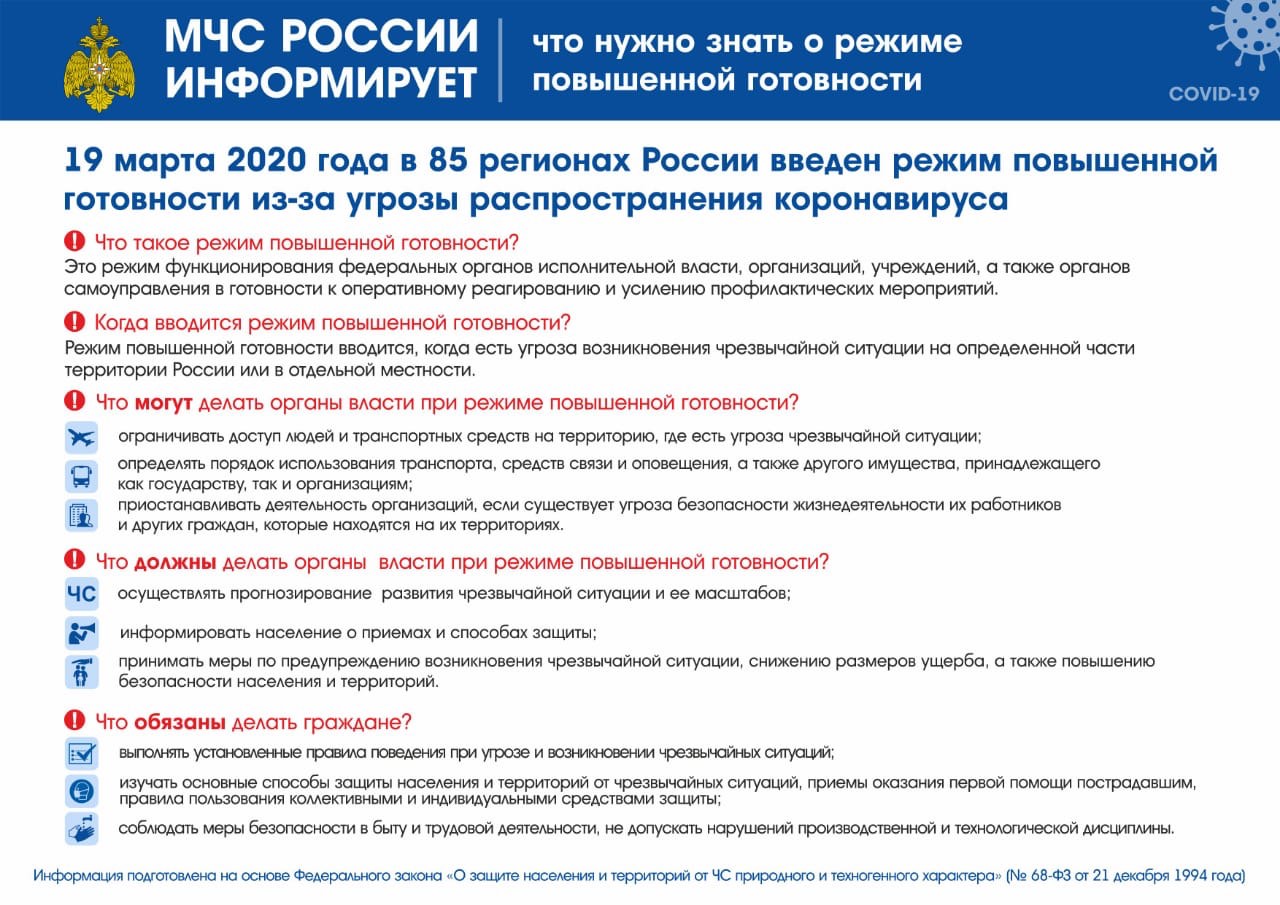 МЧС РОССИИ
ИНФОРМИРУЕТ
что нужно знать о режиме
повышенной готовности
COVID-19
19 марта 2020 года в 85 регионах России введен режим повышенной
готовности из-за угрозы распространения коронавируса
Что такое режим повышенной готовности?
Это режим функционирования федеральных органов исполнительной власти, организаций, учреждений, а также органов
самоуправления в готовности к оперативному реагированию и усилению профилактических мероприятий.
Когда вводится режим повышенной готовности?
Режим повышенной готовности вводится, когда есть угроза возникновения чрезвычайной ситуации на определенной части
территории России или в отдельной местности.
Что могут делать органы власти при режиме повышенной готовности?
ограничивать доступ людей и транспортных средств на территорию, где есть угроза чрезвычайной ситуации;
определять порядок использования транспорта, средств связи и оповещения, а также другого имущества, принадлежащего
как государству, так и организациям;
приостанавливать деятельность организаций, если существует угроза безопасности жизнедеятельности их работников
и других граждан, которые находятся на их территориях.
Что должны делать органы власти при режиме повышенной готовности?
ЧС осуществлять прогнозирование развития чрезвычайной ситуации и ее масштабов;
информировать население о приемах и способах защиты;
принимать меры по предупреждению возникновения чрезвычайной ситуации, снижению размеров ущерба, а также повышению
безопасности населения и территорий.
Что обязаны делать граждане?
выполнять установленные правила поведения при угрозе и возникновении чрезвычайных ситуаций;
изучать основные способы защиты населения и территорий от чрезвычайных ситуаций, приемы оказания первой помощи пострадавшим,
правила пользования коллективными и индивидуальными средствами защиты;
соблюдать меры безопасности в быту и трудовой деятельности, не допускать нарушений производственной и технологической дисциплины.
Информация подготовлена на основе Федерального закона «О защите населения и территорий от ЧС природного и техногенного характера» (№ 68-ФЗ от 21 декабря 1994 года)